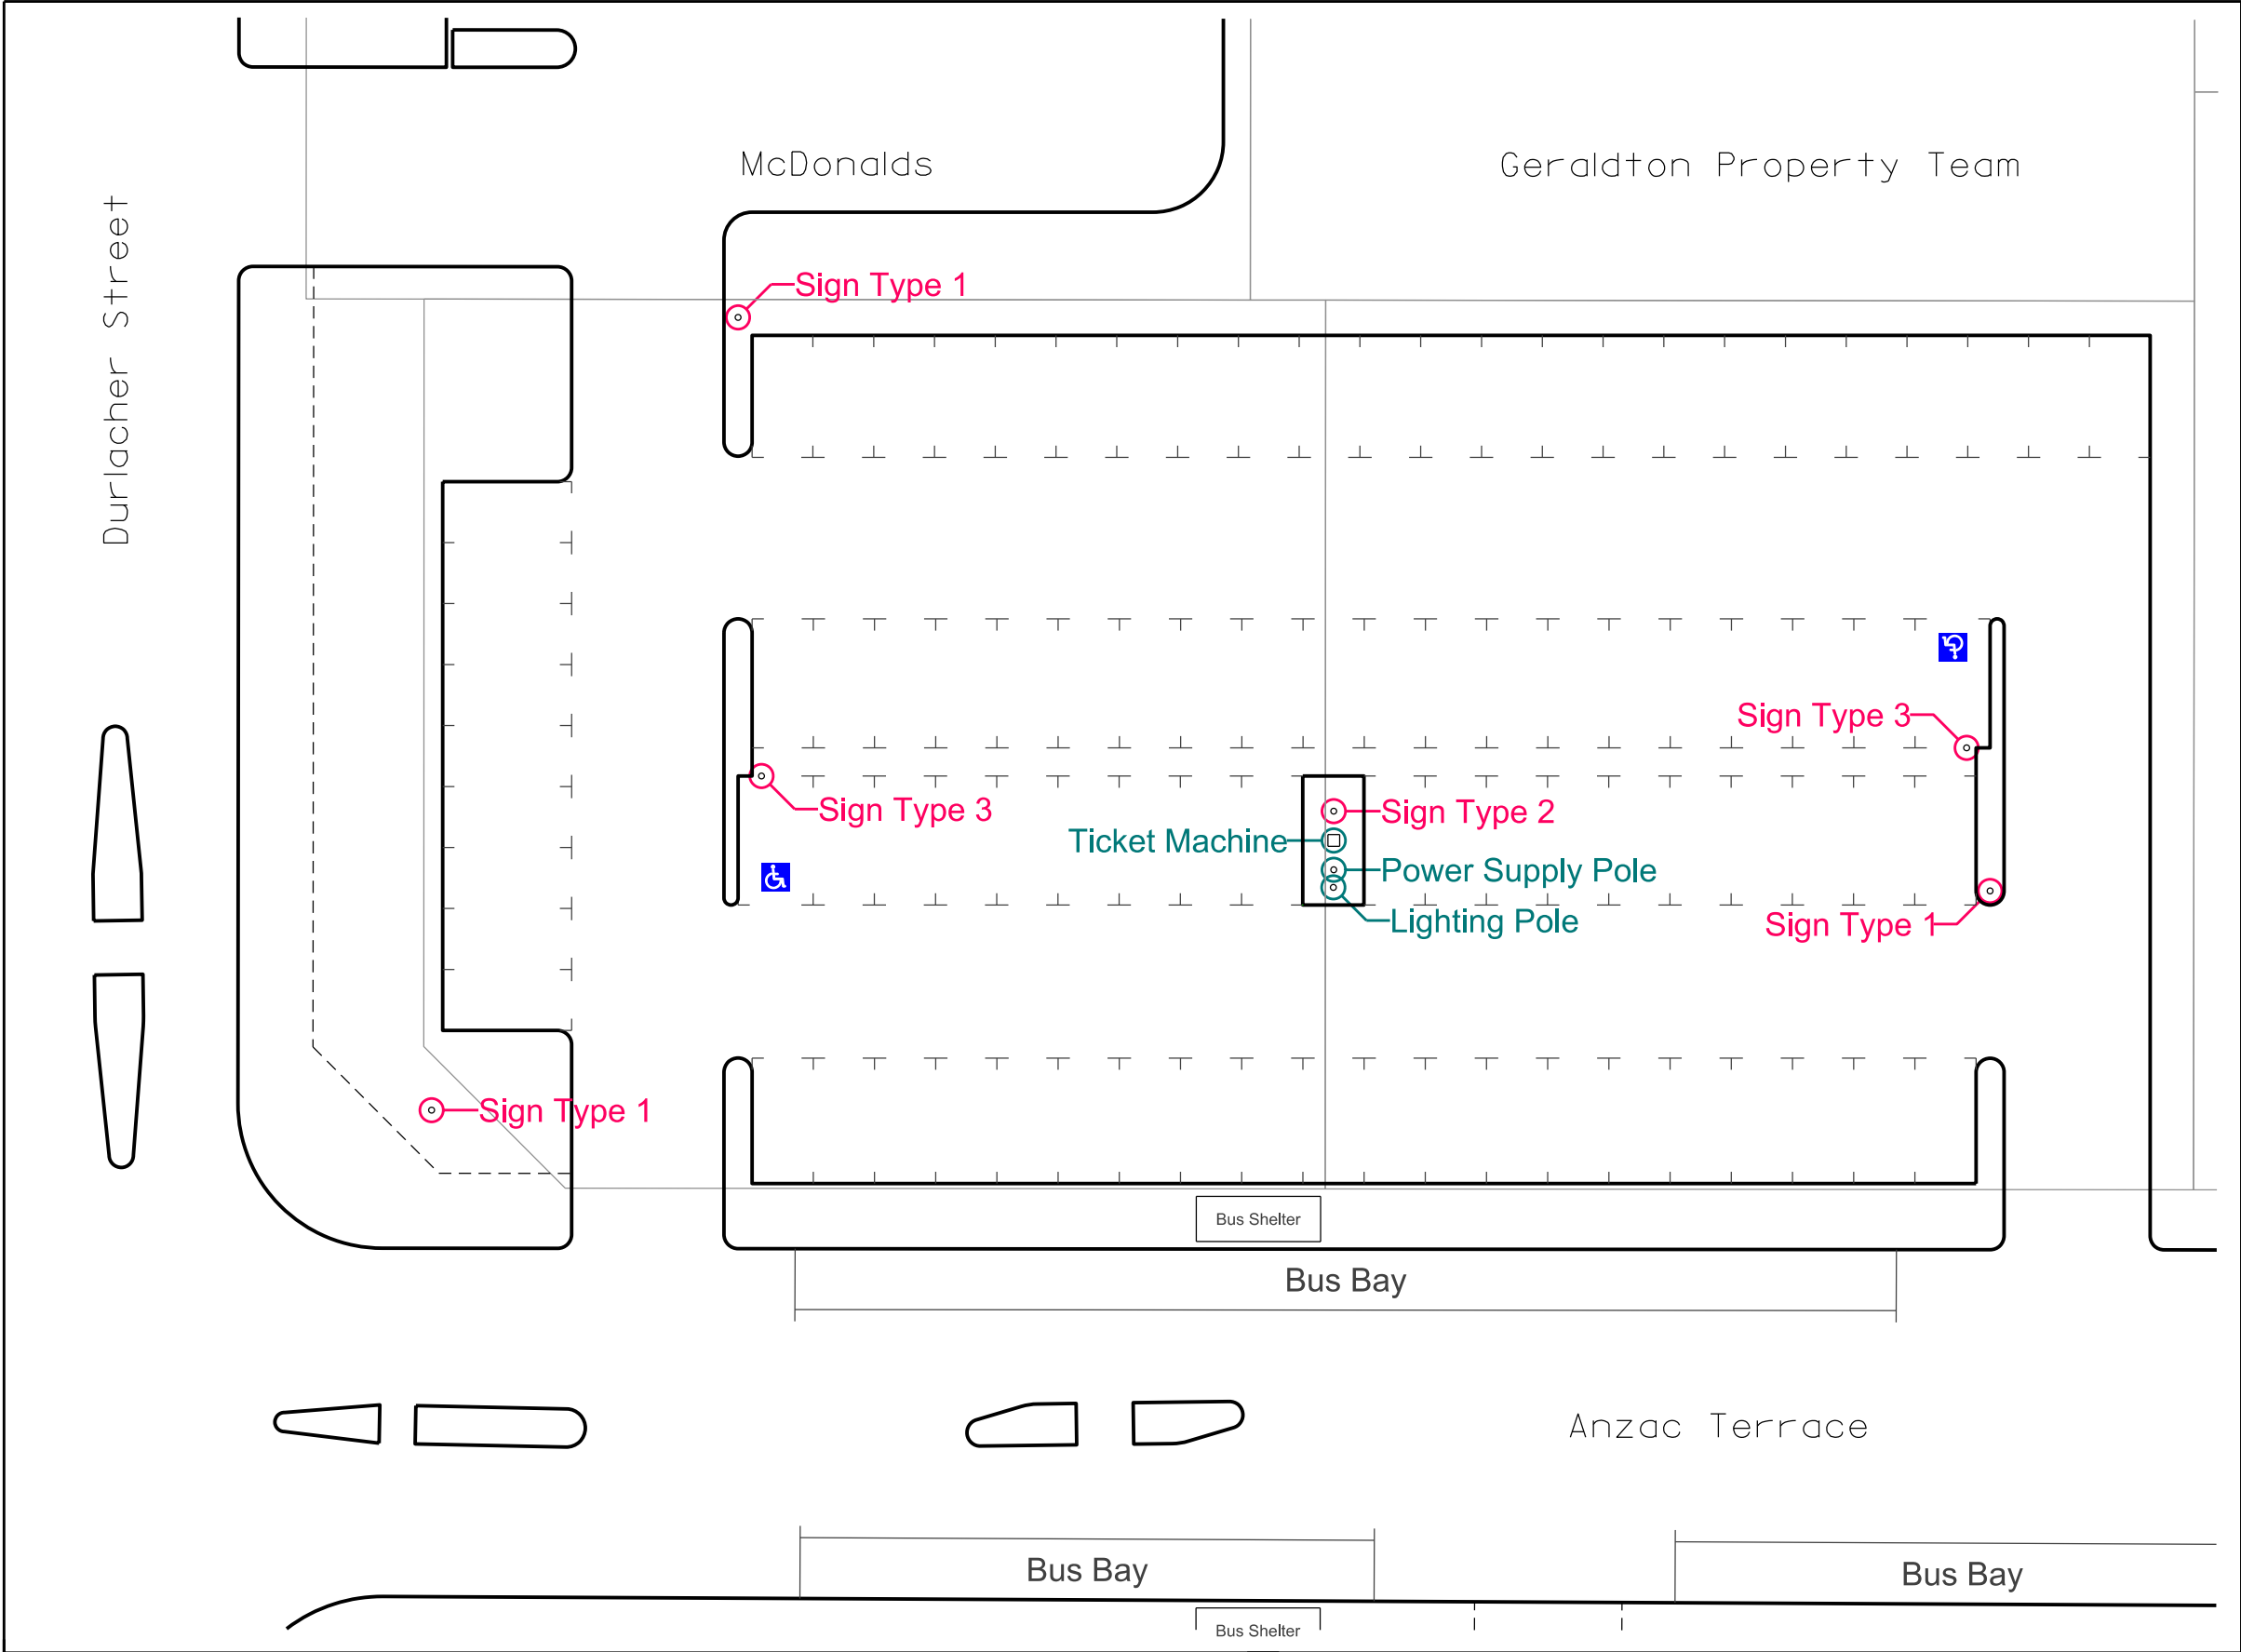 McDonalds
Geraldton Property Team
Durlacher Street
Sign Type 1
Sign Type 3
Sign Type 3
Sign Type 2
Ticket Machine
Power Supply Pole
Lighting Pole
Sign Type 1
Sign Type 1
Bus Shelter
Bus Bay
Anzac Terrace
Bus Bay
Bus Bay
Bus Shelter